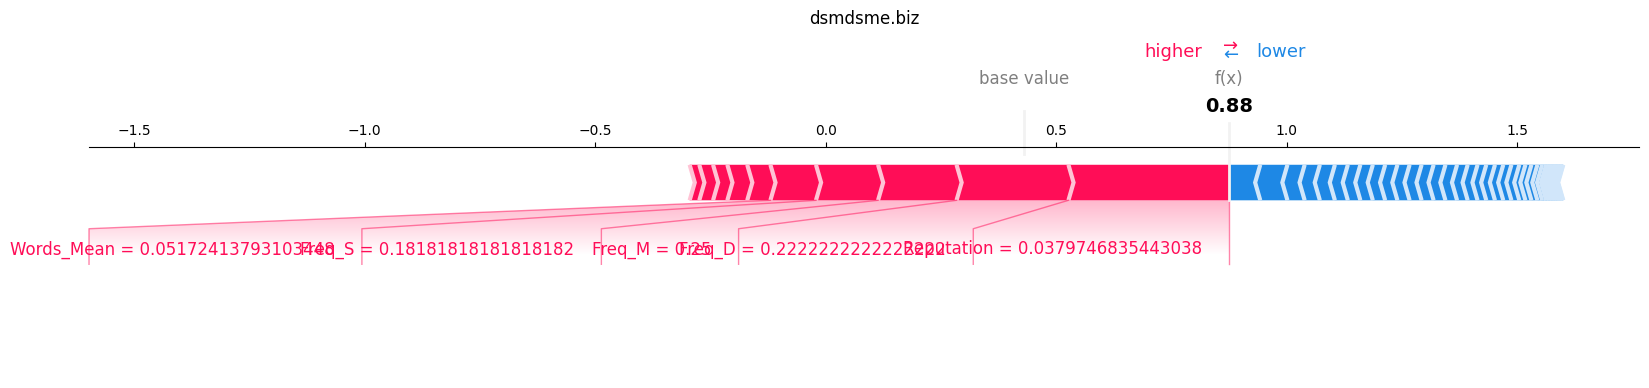 dsmdsme.biz
higher ⇄ lower
base value f(x)
0.88
−1.5 −1.0 −0.5 0.0 0.5 1.0 1.5
Words_Mean = 0.05172413793103448 Freq_S = 0.18181818181818182 Freq_M = 0.25 Freq_D = 0.2222222222222222 Reputation = 0.0379746835443038